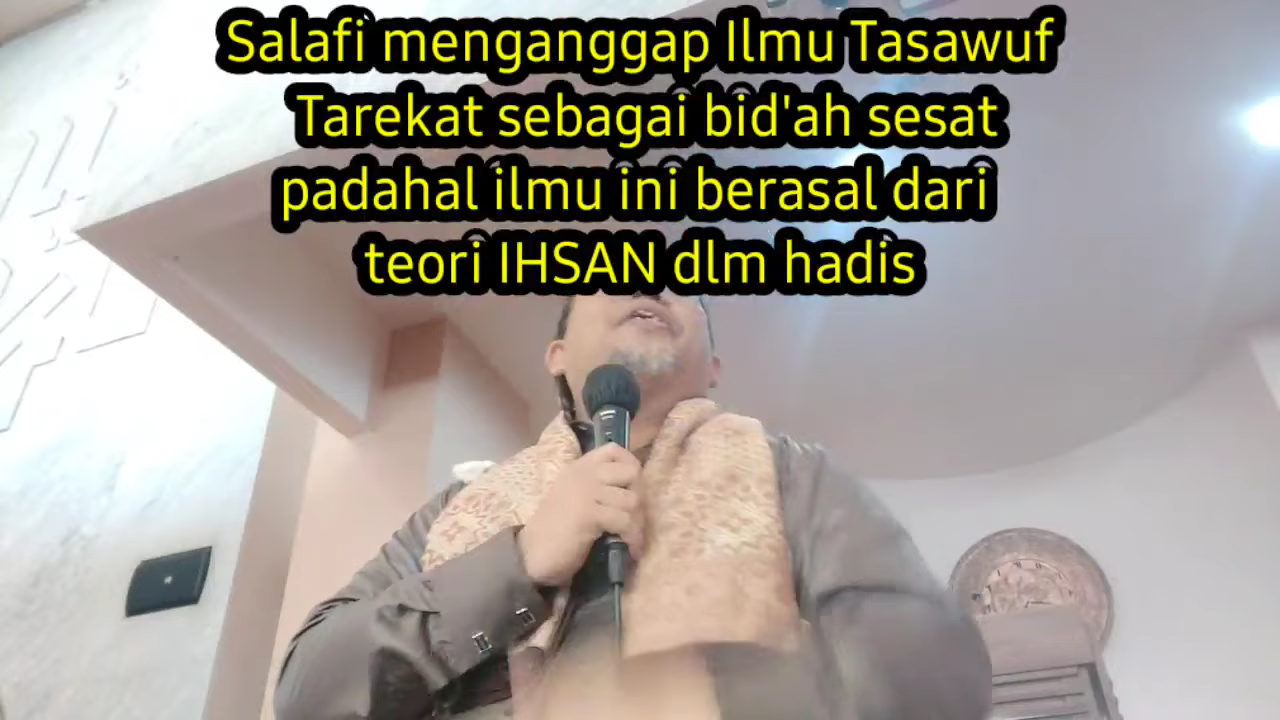 Salafi menganggap Ilmu Tasawuf
Tarekat sebagai bid'ah sesat
padahal ilmu ini berasal dari
teori IHSAN dlm hadis